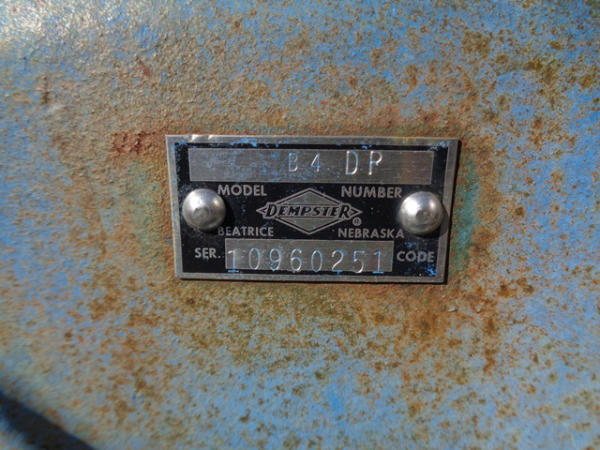 B4 DP
MODEL NUMBER
DEMPSTER®
BEATRICE NEBRASKA
SER. 10960251 CODE